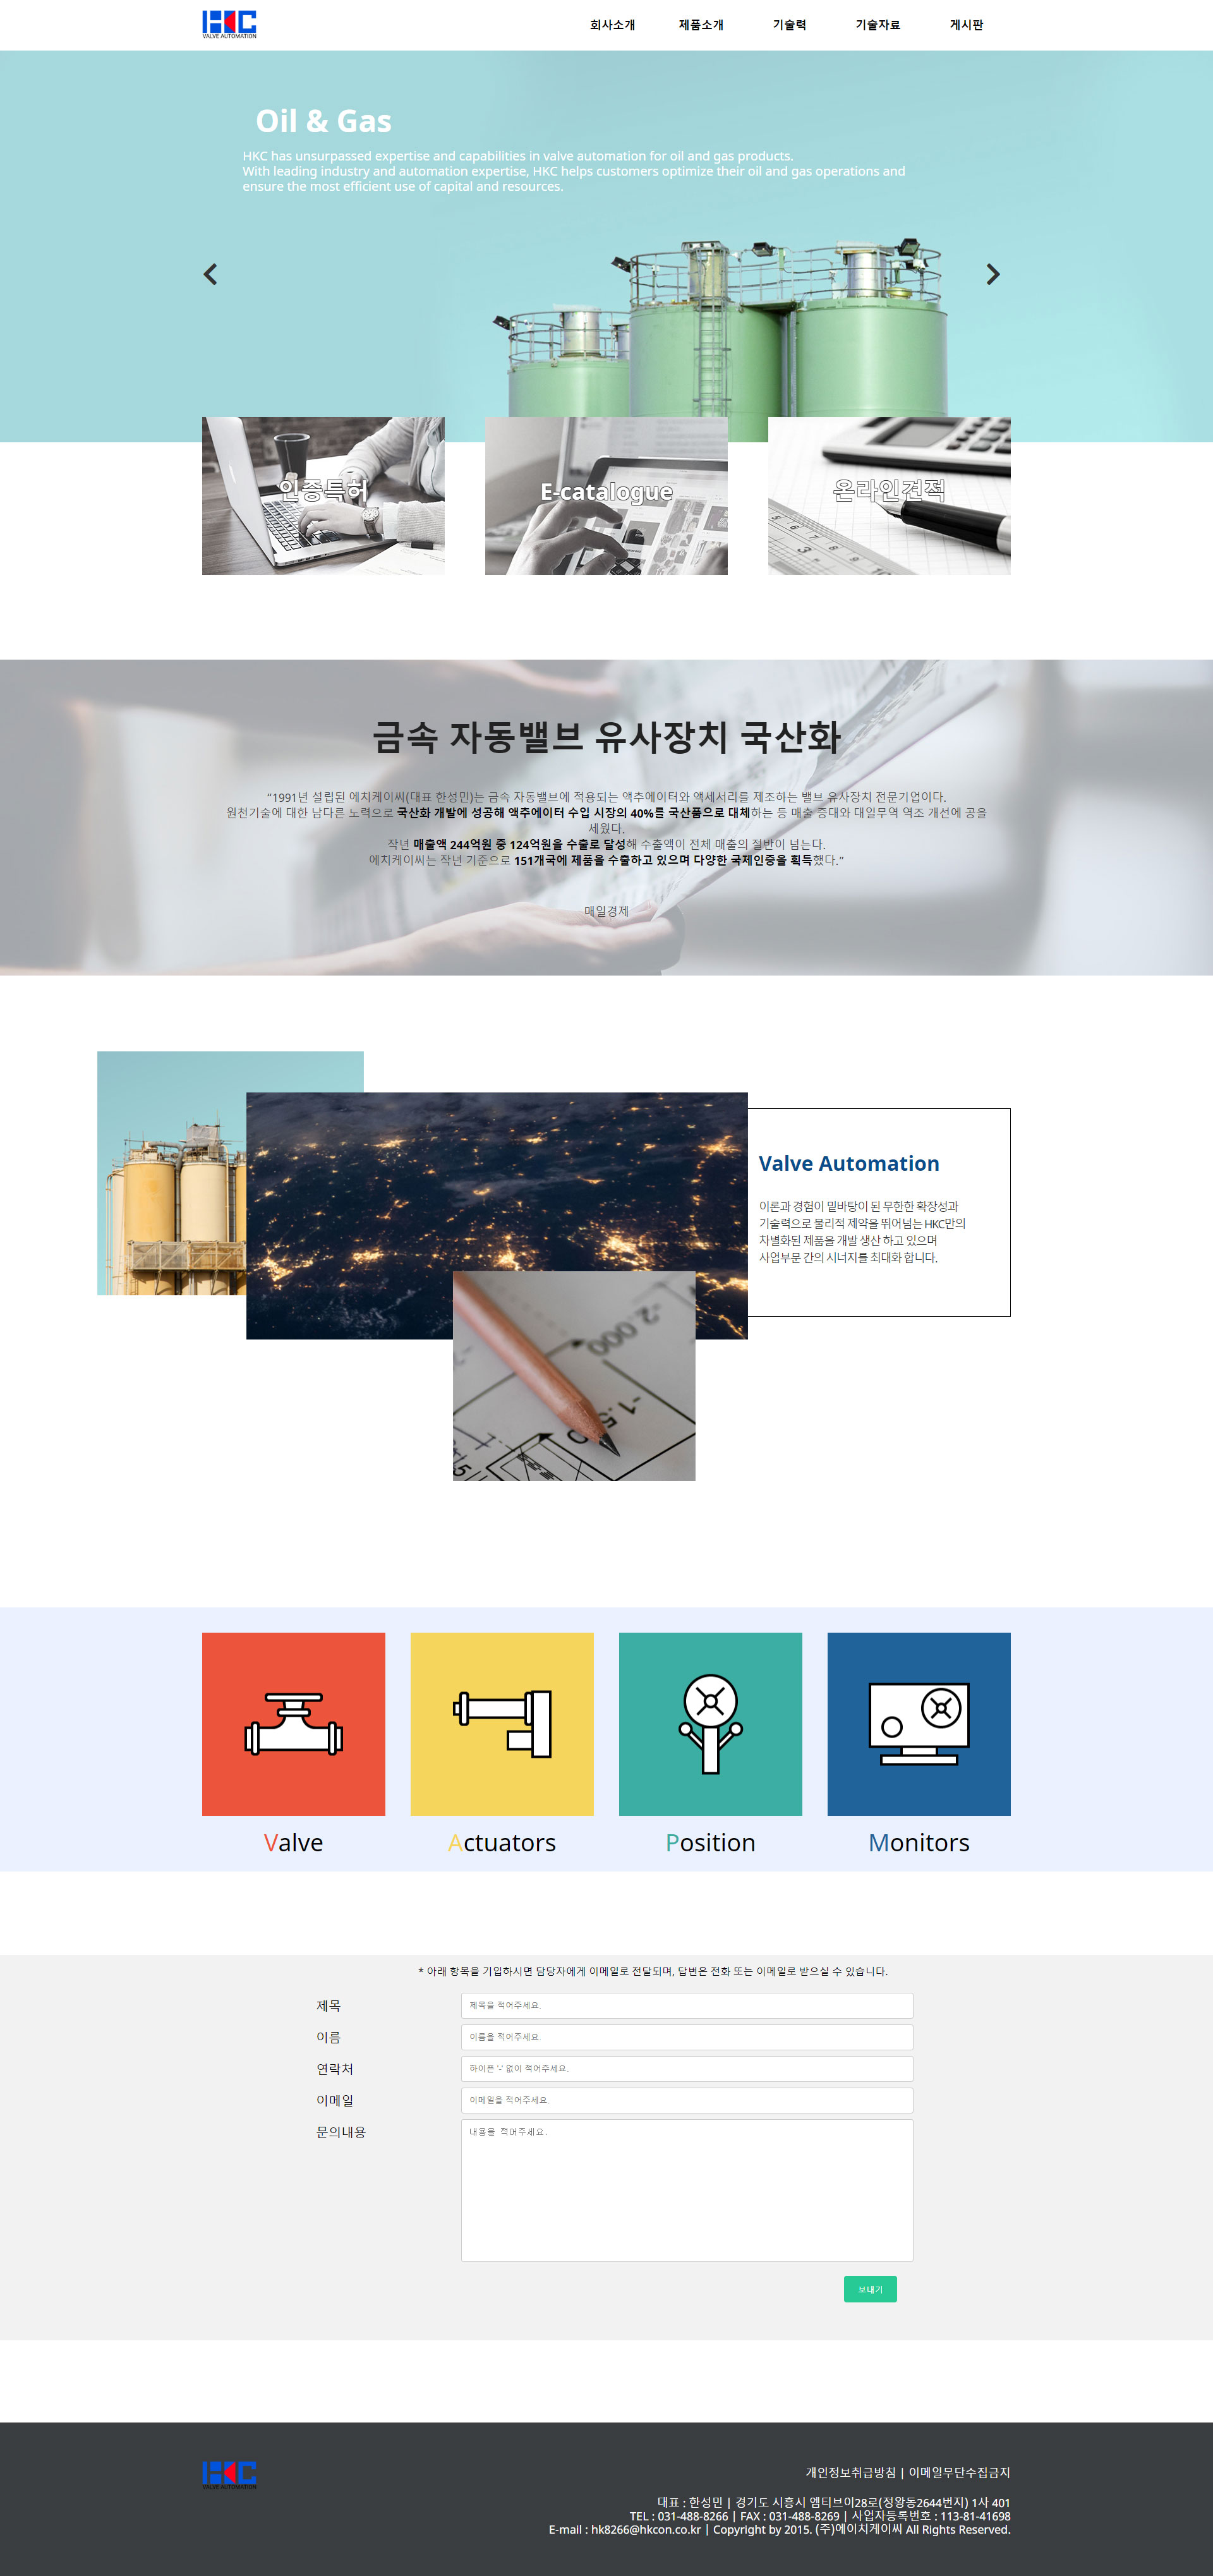 HKC
VALVE AUTOMATION
회사소개
제품소개
기술력
기술자료
게시판
Oil & Gas
HKC has unsurpassed expertise and capabilities in valve automation for oil and gas products.
With leading industry and automation expertise, HKC helps customers optimize their oil and gas operations and
ensure the most efficient use of capital and resources.
인증특허
E-catalogue
온라인견적
금속 자동밸브 유사장치 국산화
“1991년 설립된 에치케이씨(대표 한성민)는 금속 자동밸브에 적용되는 액추에이터와 액세서리를 제조하는 밸브 유사장치 전문기업이다.
원천기술에 대한 남다른 노력으로 국산화 개발에 성공해 액추에이터 수입 시장의 40%를 국산품으로 대체하는 등 매출 증대와 대일무역 역조 개선에 공을
세웠다.
작년 매출액 244억원 중 124억원을 수출로 달성해 수출액이 전체 매출의 절반이 넘는다.
에치케이씨는 작년 기준으로 151개국에 제품을 수출하고 있으며 다양한 국제인증을 획득했다.”
매일경제
Valve Automation
이론과 경험이 밑바탕이 된 무한한 확장성과
기술력으로 물리적 제약을 뛰어넘는 HKC만의
차별화된 제품을 개발 생산 하고 있으며
사업부문 간의 시너지를 최대화 합니다.
Valve
Actuators
Position
Monitors
* 아래 항목을 기입하시면 담당자에게 이메일로 전달되며, 답변은 전화 또는 이메일로 받으실 수 있습니다.
제목
제목을 적어주세요.
이름
이름을 적어주세요.
연락처
하이픈 '-' 없이 적어주세요.
이메일
이메일을 적어주세요.
문의내용
내용을 적어주세요.
보내기
HKC
VALVE AUTOMATION
개인정보취급방침 | 이메일무단수집금지
대표 : 한성민 | 경기도 시흥시 엠티브이28로(정왕동2644번지) 1사 401
TEL : 031-488-8266 | FAX : 031-488-8269 | 사업자등록번호 : 113-81-41698
E-mail : hk8266@hkcon.co.kr | Copyright by 2015. (주)에이치케이씨 All Rights Reserved.